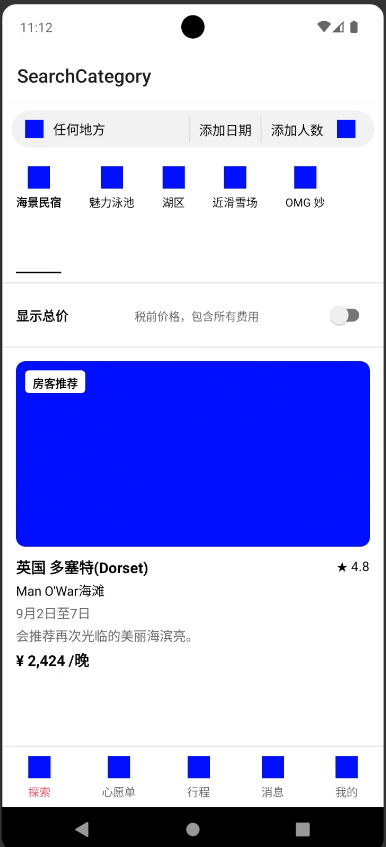 11:12
SearchCategory
任何地方 添加日期 添加人数
海景民宿 魅力泳池 湖区 近滑雪场 OMG 妙
显示总价 税前价格，包含所有费用
房客推荐
英国 多塞特(Dorset) ★ 4.8
Man O'War海滩
9月2日至7日
会推荐再次光临的美丽海滨亮。
¥ 2,424 /晚
探索 心愿单 行程 消息 我的